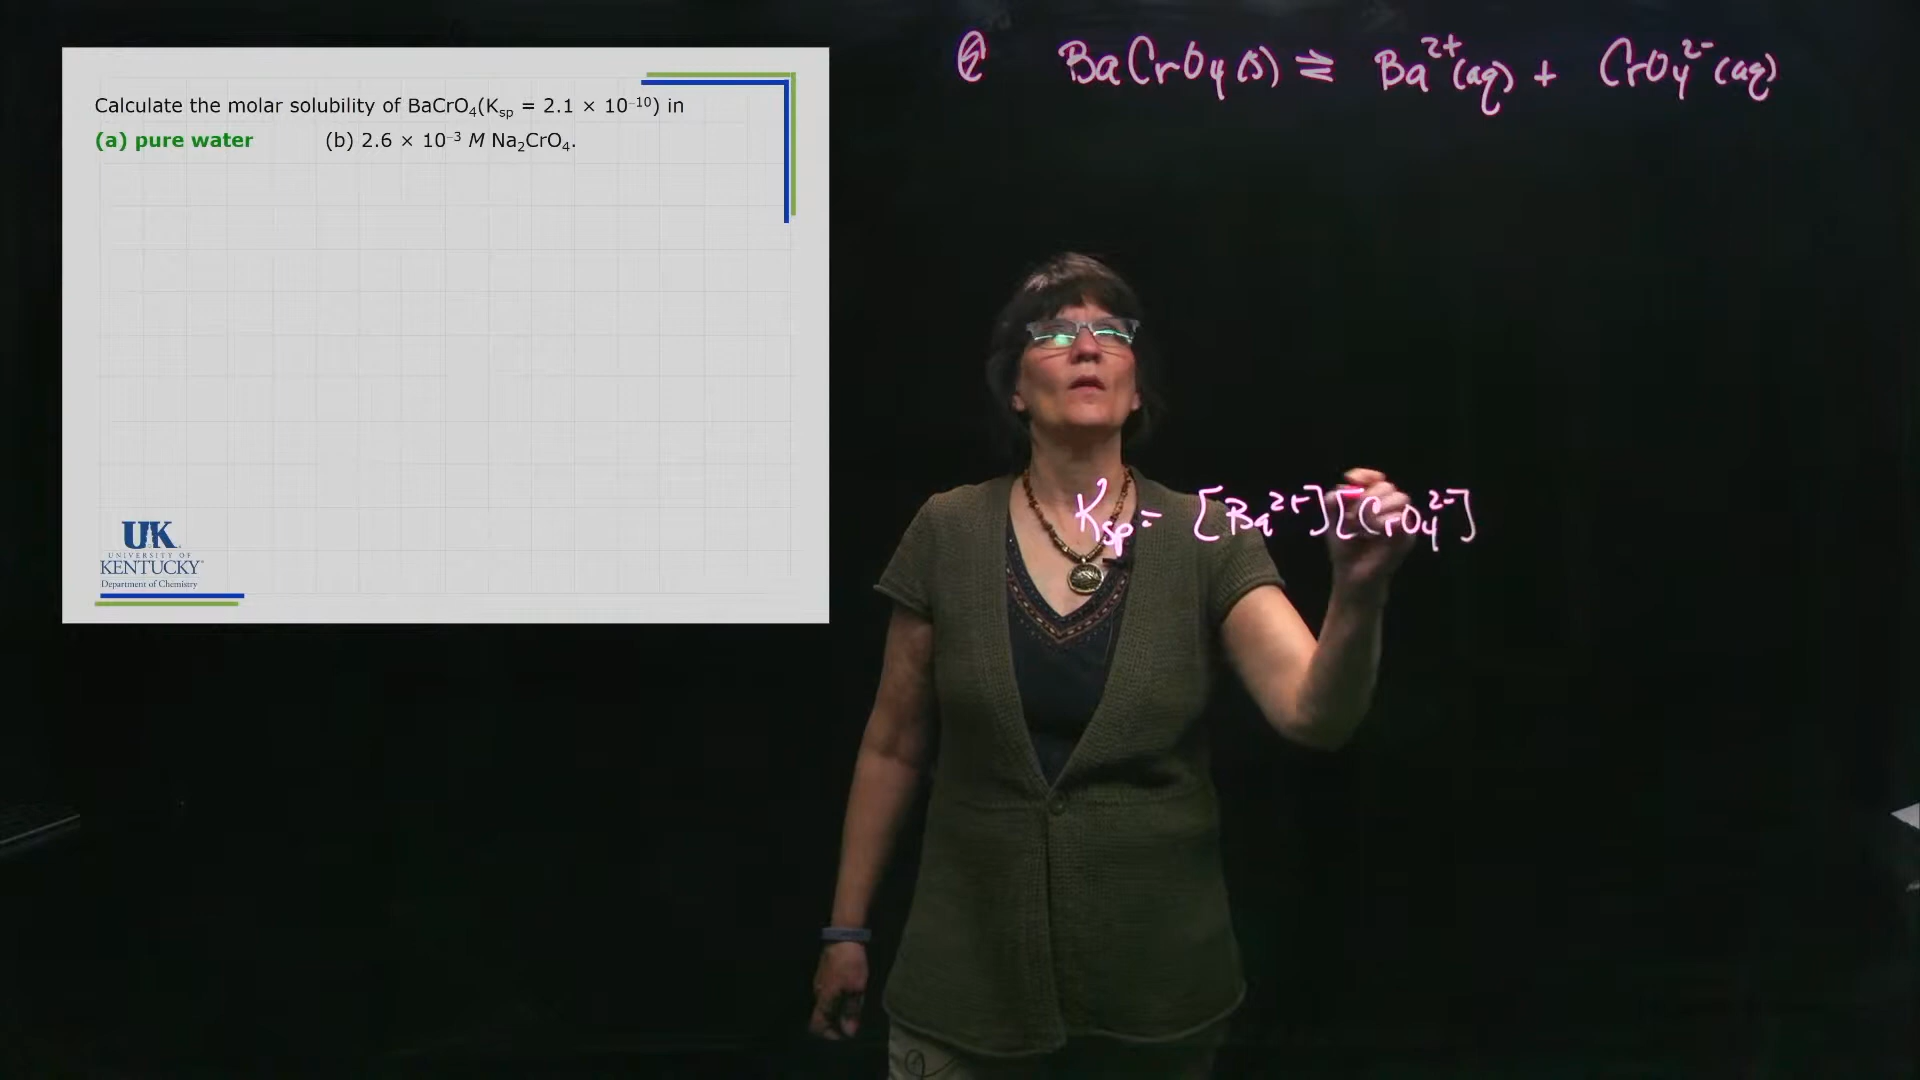 Calculate the molar solubility of BaCrO₄(Kₛₚ = 2.1 × 10⁻¹⁰) in
(a) pure water (b) 2.6 × 10⁻³ M Na₂CrO₄.
UK
UNIVERSITY OF
KENTUCKY
Department of Chemistry
BaCrO₄(s) ⇌ Ba²⁺(aq) + CrO₄²⁻(aq)
Kₛₚ = [Ba²⁺][CrO₄²⁻]